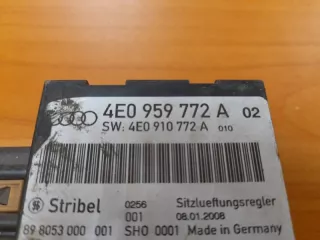 4E0 959 772 A 02
SW: 4E0 910 772 A 010
Stribel 0256 Sitzlueftungsregler
001 08.01.2008
89 8053 000 001 SH0 0001 Made in Germany